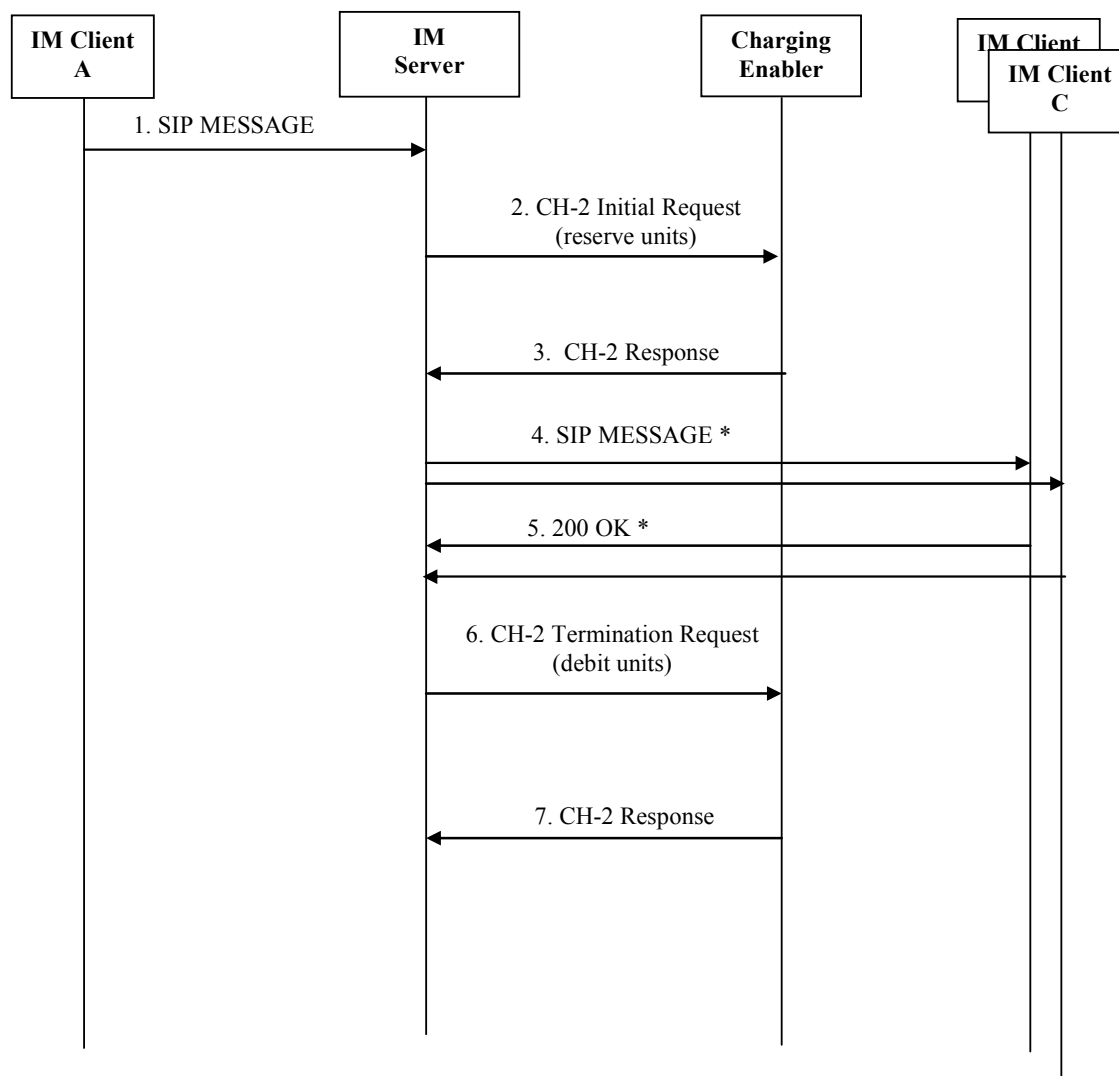 IM Client
A
IM
Server
Charging
Enabler
IM Client
IM Client
C
1. SIP MESSAGE
2. CH-2 Initial Request
(reserve units)
3. CH-2 Response
4. SIP MESSAGE *
5. 200 OK *
6. CH-2 Termination Request
(debit units)
7. CH-2 Response